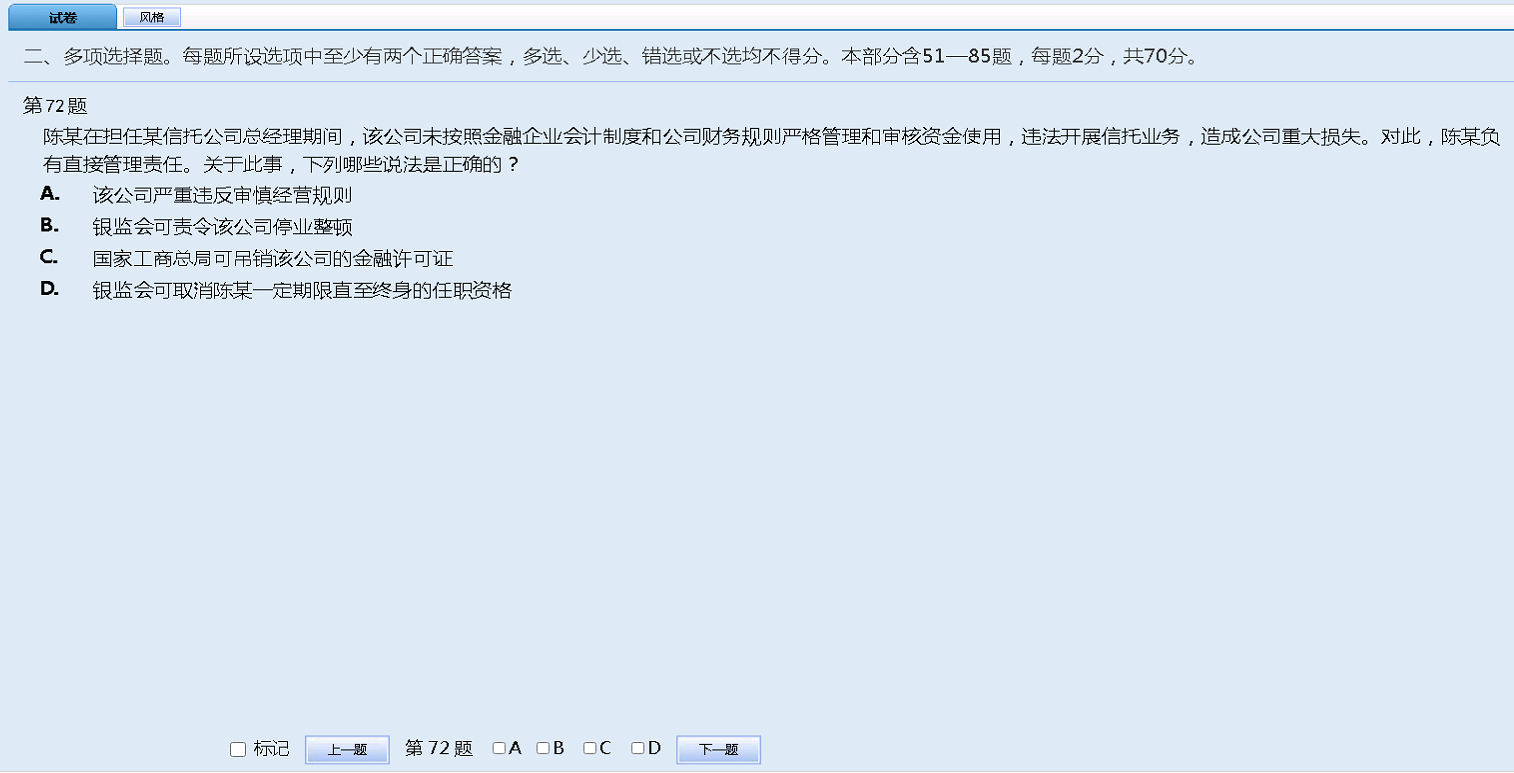 试卷 风格
二、多项选择题。每题所设选项中至少有两个正确答案，多选、少选、错选或不选均不得分。本部分含51—85题，每题2分，共70分。
第72题
陈某在担任某信托公司总经理期间，该公司未按照金融企业会计制度和公司财务规则严格管理和审核资金使用，违法开展信托业务，造成公司重大损失。对此，陈某负
有直接管理责任。关于此事，下列哪些说法是正确的？
A. 该公司严重违反审慎经营规则
B. 银监会可责令该公司停业整顿
C. 国家工商总局可吊销该公司的金融许可证
D. 银监会可取消陈某一定期限直至终身的任职资格
标记 上一题 第 72 题 A B C D 下一题